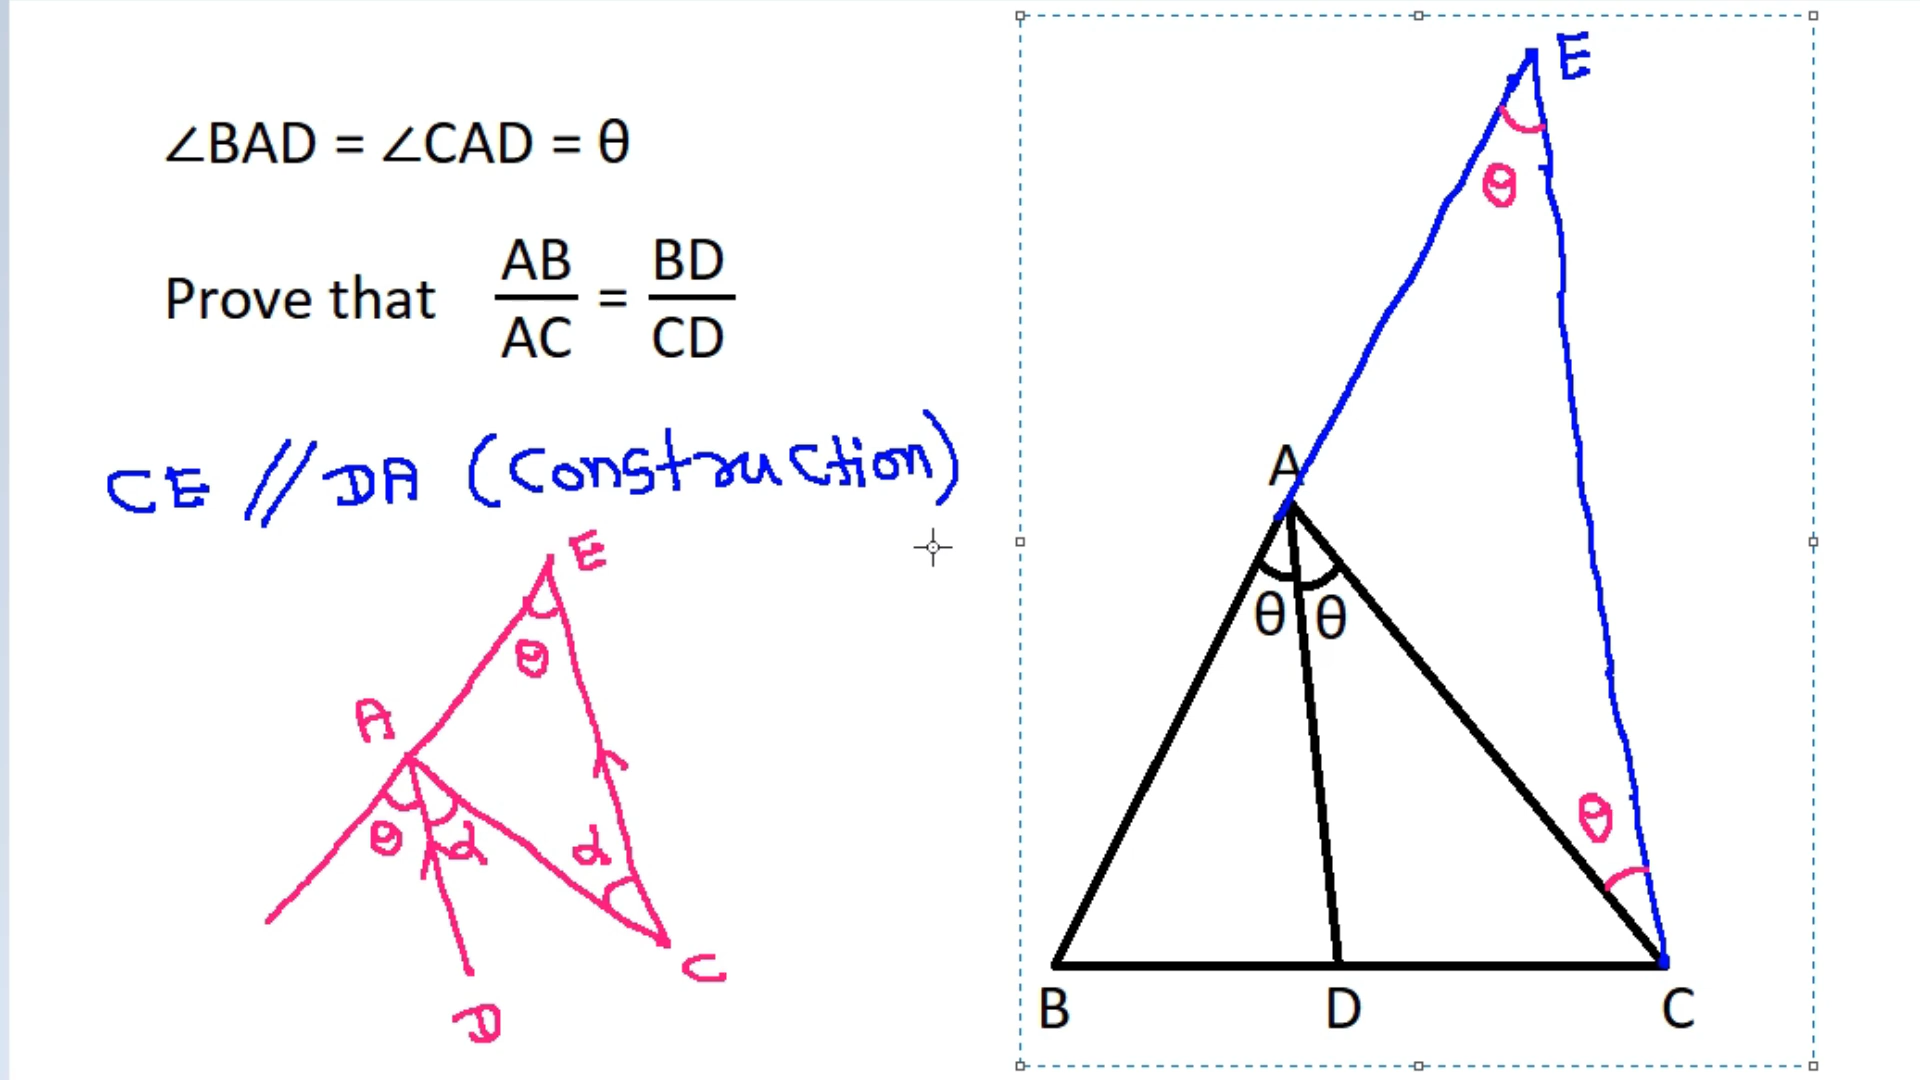 ∠BAD = ∠CAD = θ
Prove that AB/AC = BD/CD
CE // DA (Construction)
E
θ
A
θ α
α
C
D
E
θ
A
θ θ
θ
B D C